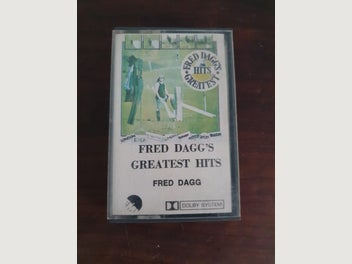 FRED DAGG'S
GREATEST
HITS
FRED DAGG'S
GREATEST HITS
FRED DAGG
DOLBY SYSTEM